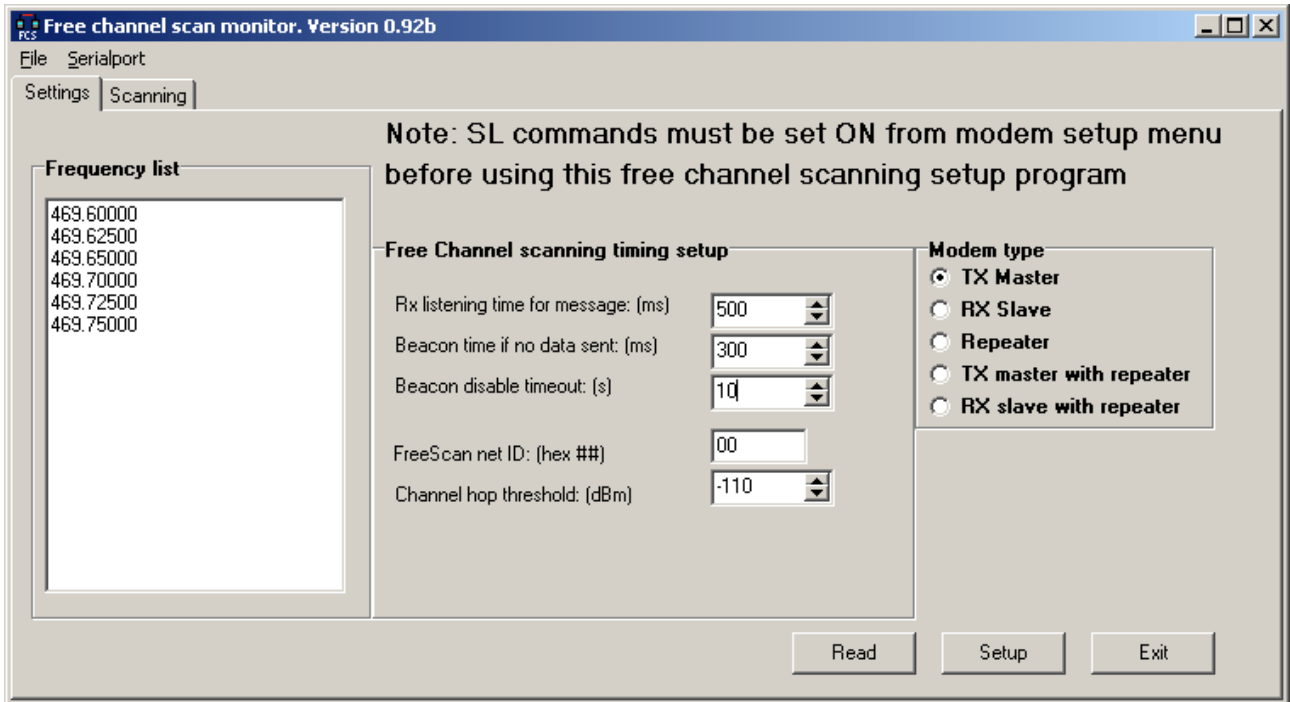 FCS Free channel scan monitor. Version 0.92b
File Serialport
Settings Scanning
Note: SL commands must be set ON from modem setup menu
before using this free channel scanning setup program
Frequency list
469.60000
469.62500
469.65000
469.70000
469.72500
469.75000
Free Channel scanning timing setup
Rx listening time for message: (ms) 500
Beacon time if no data sent: (ms) 300
Beacon disable timeout: (s) 10
FreeScan net ID: (hex ##) 00
Channel hop threshold: (dBm) -110
Modem type
TX Master
RX Slave
Repeater
TX master with repeater
RX slave with repeater
Read Setup Exit